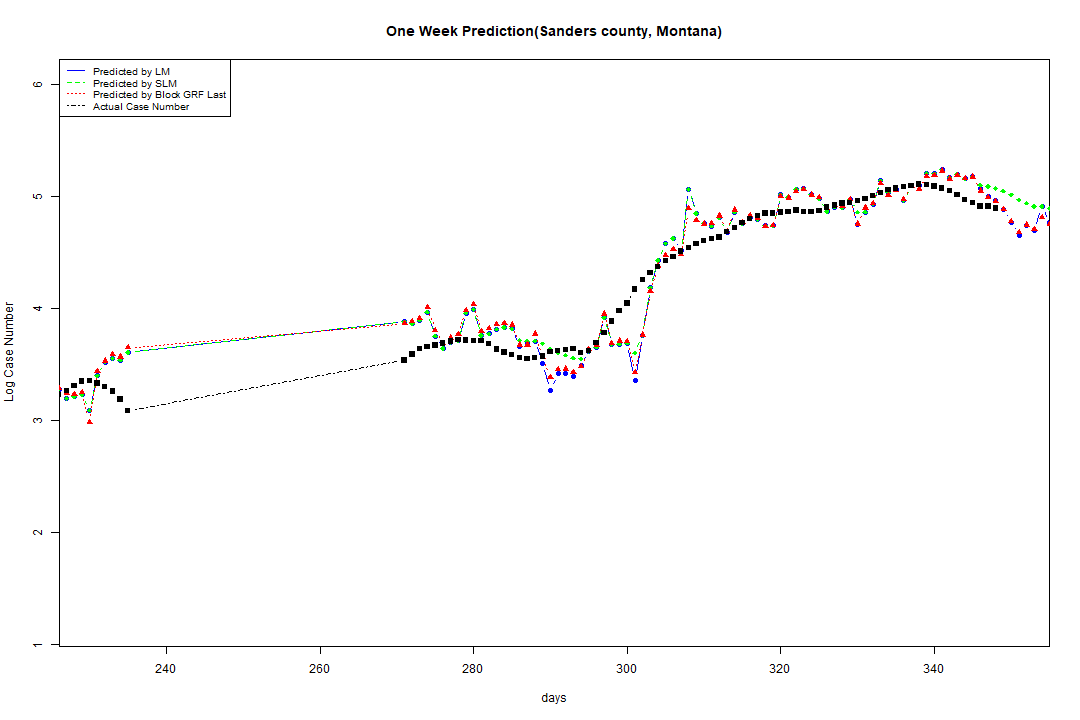 One Week Prediction(Sanders county, Montana)
Predicted by LM
Predicted by SLM
Predicted by Block GRF Last
Actual Case Number
6
5
4
3
2
1
Log Case Number
240 260 280 300 320 340
days